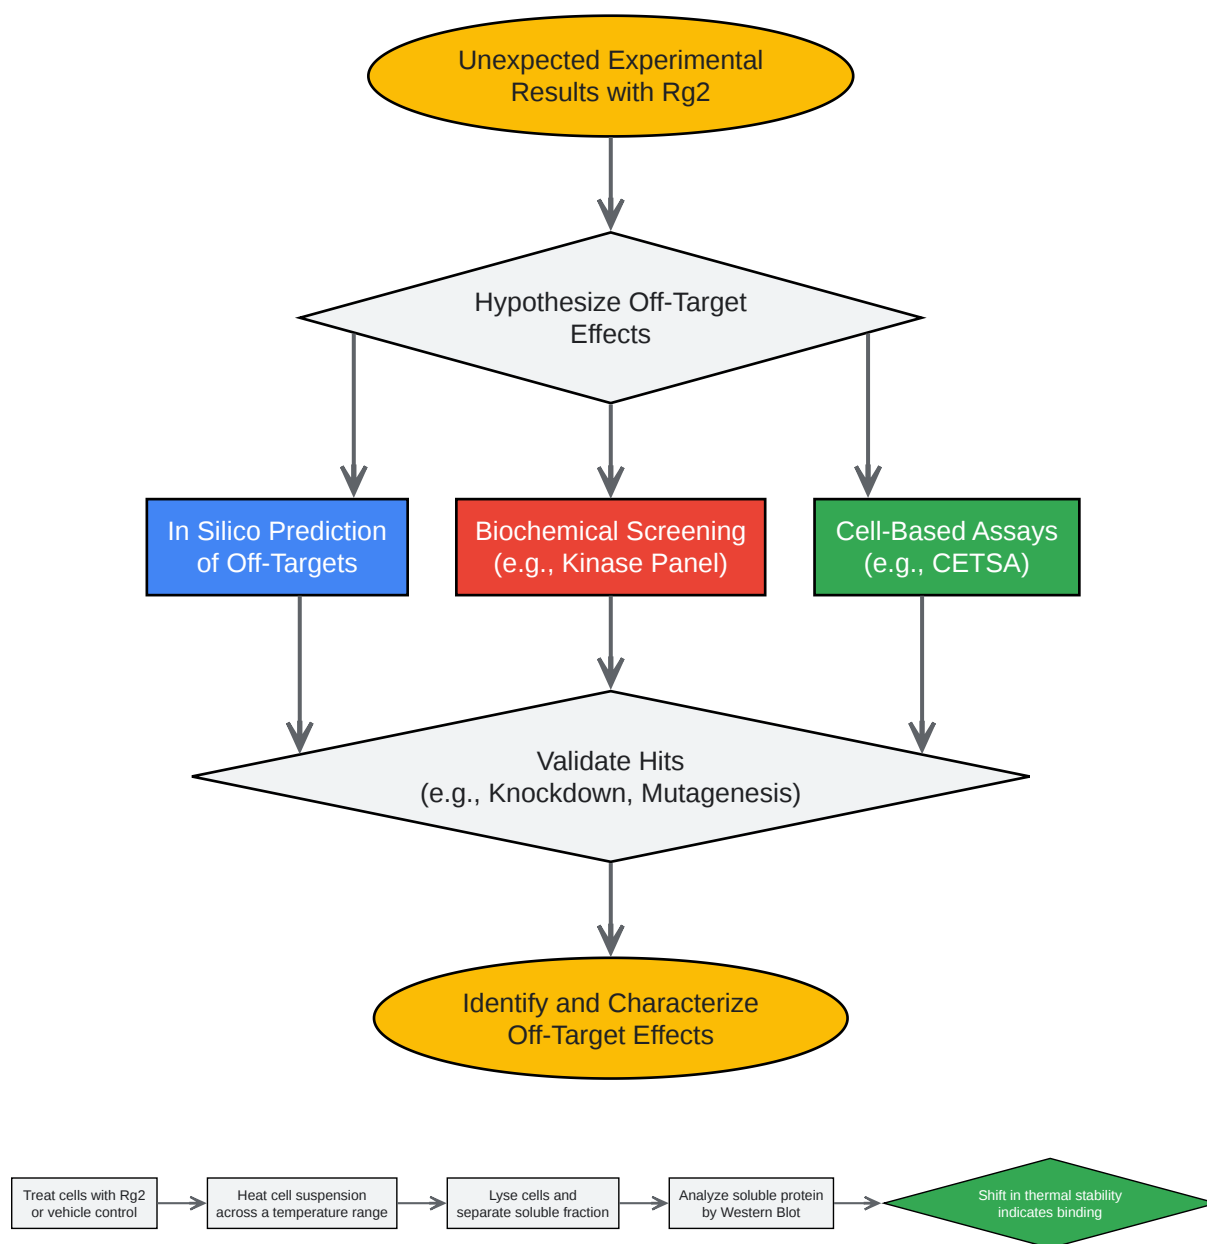 Unexpected Experimental
Results with Rg2
Hypothesize Off-Target
Effects
In Silico Prediction
of Off-Targets
Biochemical Screening
(e.g., Kinase Panel)
Cell-Based Assays
(e.g., CETSA)
Validate Hits
(e.g., Knockdown, Mutagenesis)
Identify and Characterize
Off-Target Effects
Treat cells with Rg2
or vehicle control
Heat cell suspension
across a temperature range
Lyse cells and
separate soluble fraction
Analyze soluble protein
by Western Blot
Shift in thermal stability
indicates binding